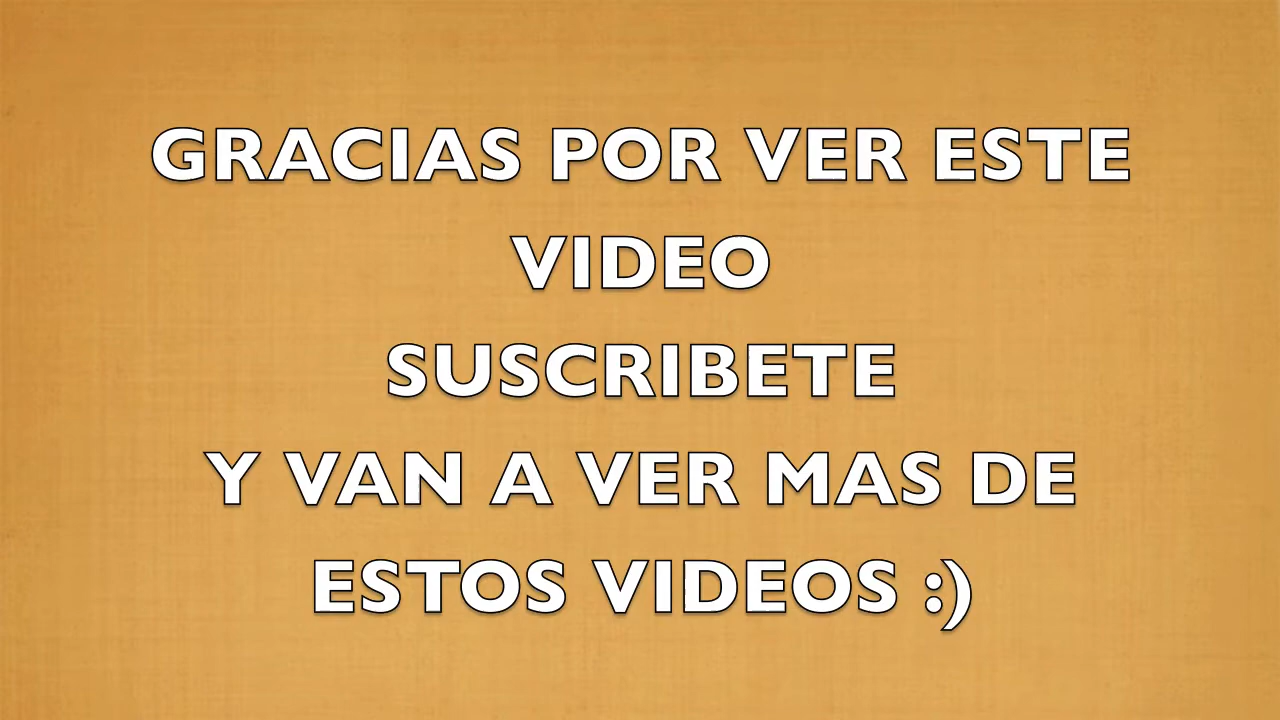 GRACIAS POR VER ESTE
VIDEO
SUSCRIBETE
Y VAN A VER MAS DE
ESTOS VIDEOS :)